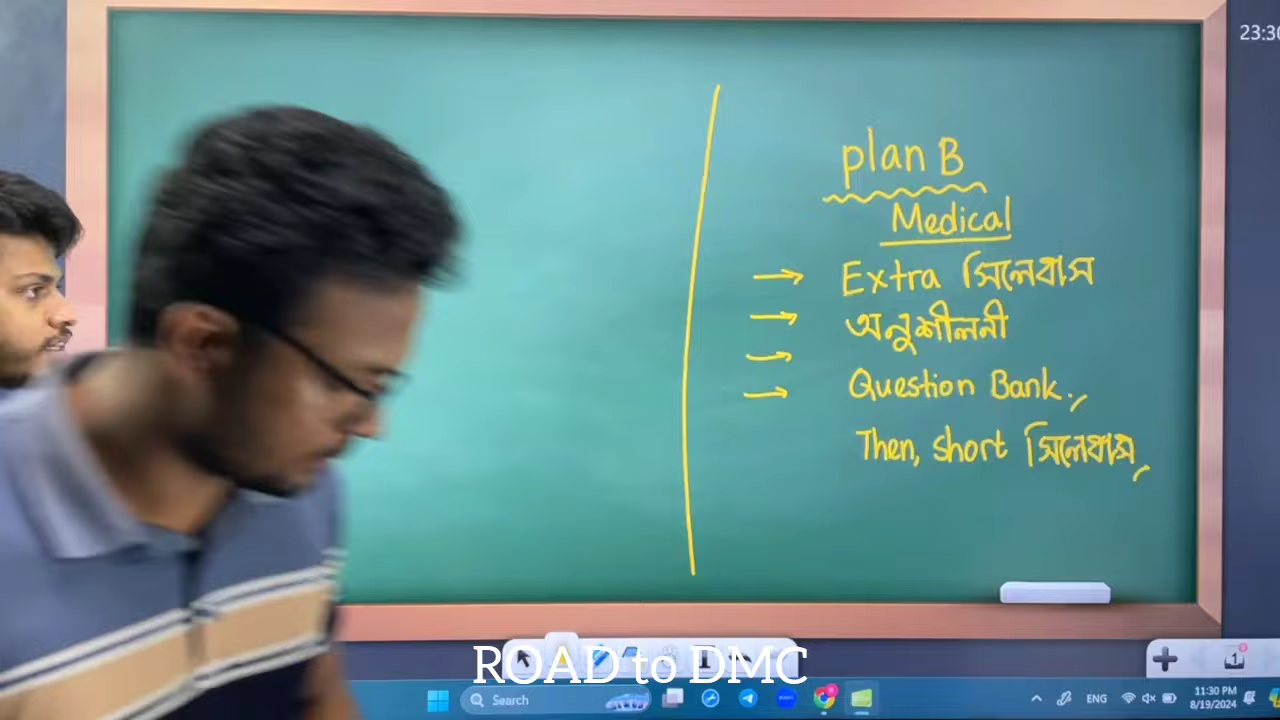 23:30
plan B
Medical
→ Extra সিলেবাস
→ অনুশীলনী
→
→ Question Bank.,
Then, short সিলেবাস,
ROAD to DMC
1
Search
ENG
11:30 PM
8/19/2024